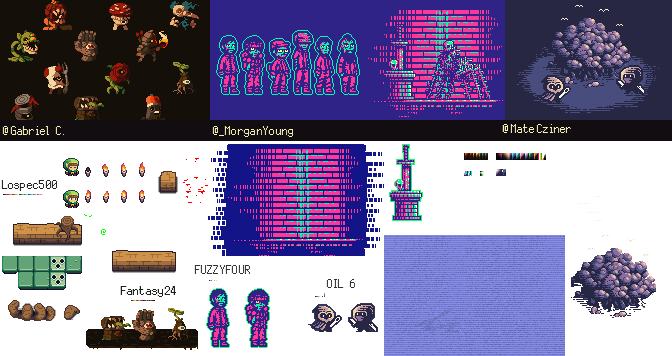 @Gabriel C.
@_MorganYoung
@MateCziner
Lospec500
Fantasy24
FUZZYFOUR
OIL 6